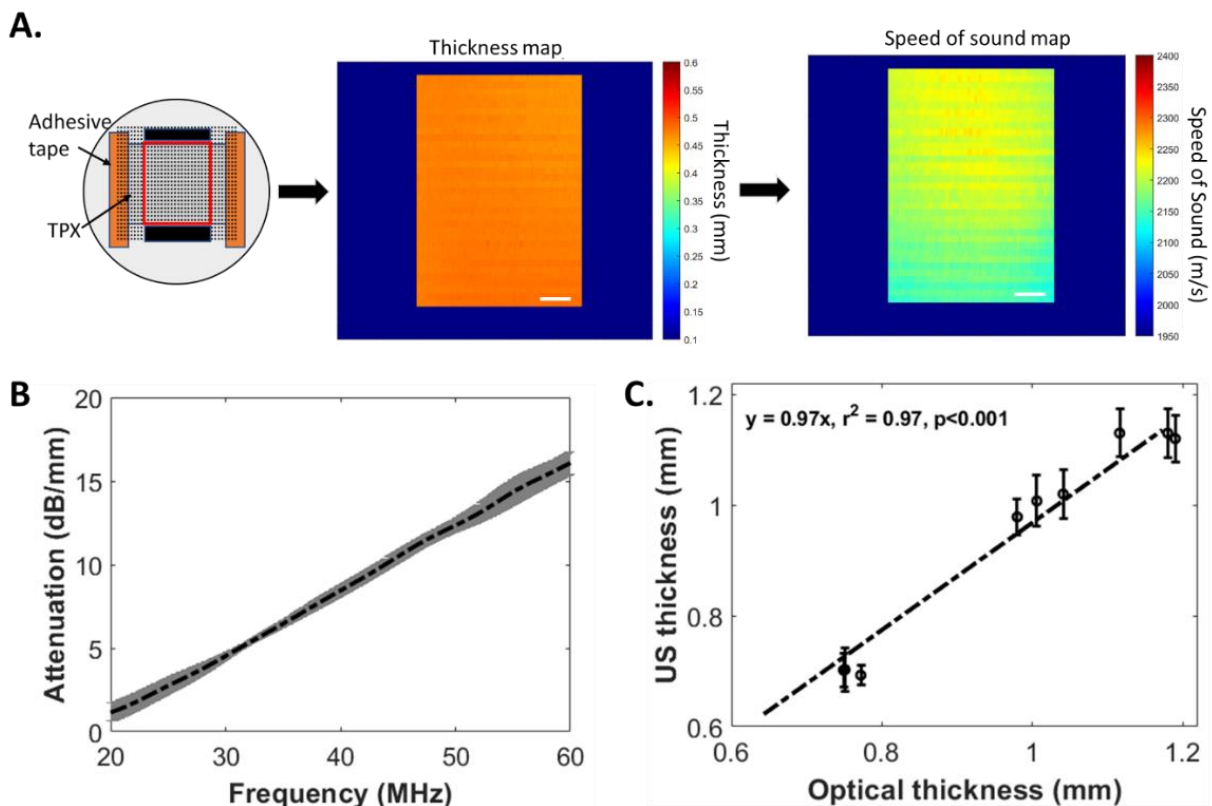 A.
Thickness map
Speed of sound map
Adhesive
tape
TPX
0.6
0.55
0.5
0.45
0.4
0.35
0.3
0.25
0.2
0.15
0.1
Thickness (mm)
2400
2350
2300
2250
2200
2150
2100
2050
2000
1950
Speed of Sound (m/s)
B
20
15
10
5
0
Attenuation (dB/mm)
20 30 40 50 60
Frequency (MHz)
C.
y = 0.97x, r² = 0.97, p<0.001
1.2
1
0.8
0.6
US thickness (mm)
0.6 0.8 1 1.2
Optical thickness (mm)